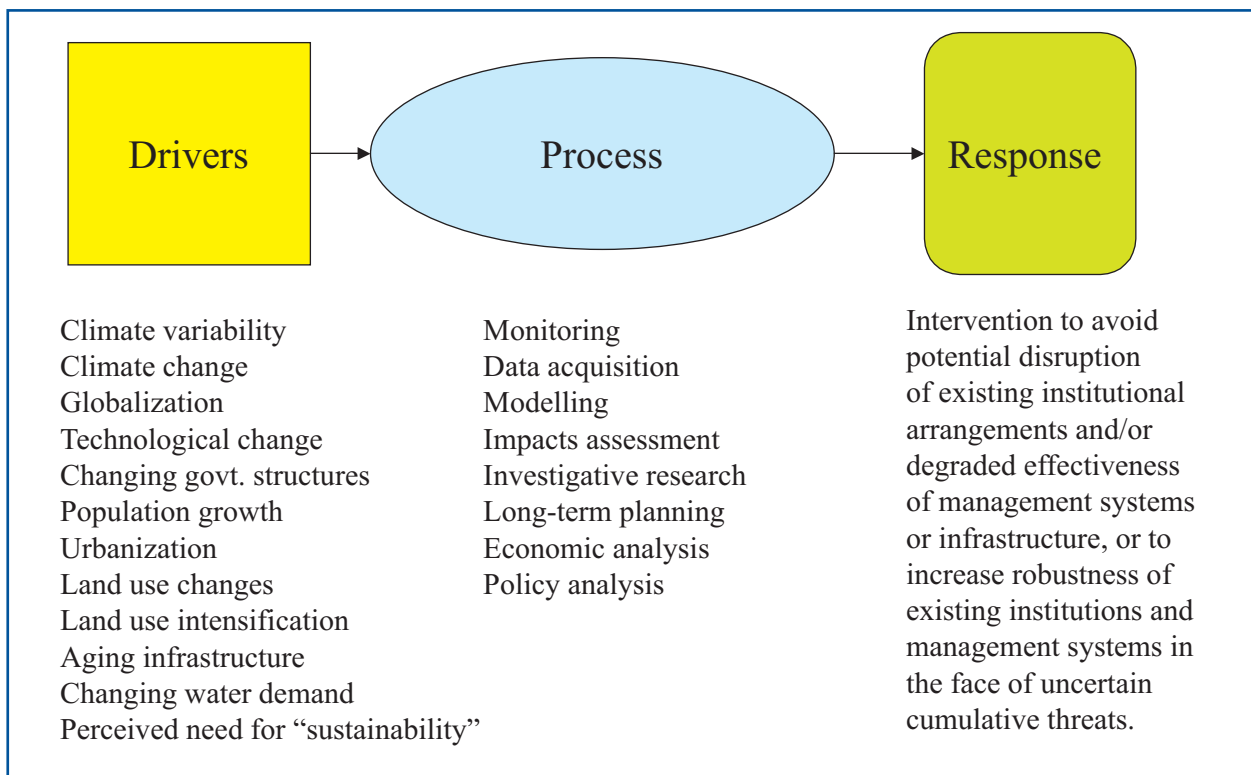 Drivers
Process
Response
Climate variability
Climate change
Globalization
Technological change
Changing govt. structures
Population growth
Urbanization
Land use changes
Land use intensification
Aging infrastructure
Changing water demand
Perceived need for “sustainability”
Monitoring
Data acquisition
Modelling
Impacts assessment
Investigative research
Long-term planning
Economic analysis
Policy analysis
Intervention to avoid
potential disruption
of existing institutional
arrangements and/or
degraded effectiveness
of management systems
or infrastructure, or to
increase robustness of
existing institutions and
management systems in
the face of uncertain
cumulative threats.